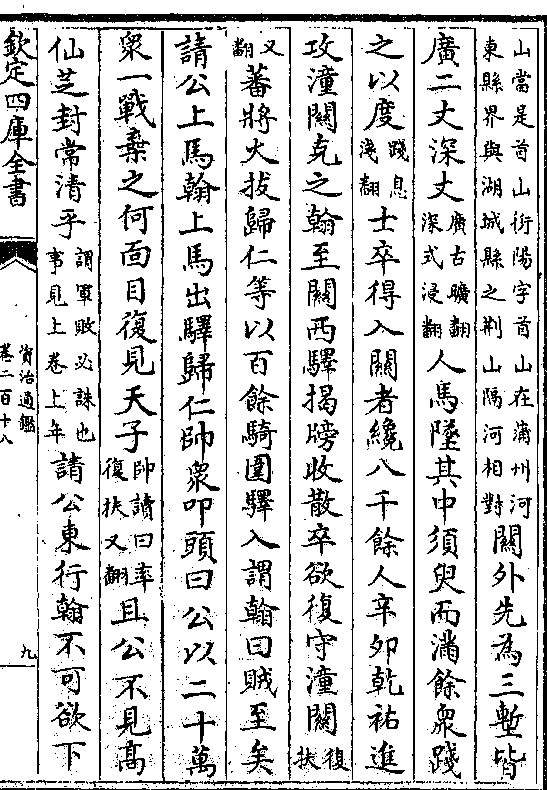 山當是首山衍陽字首山在蒲州河
東縣界與湖城縣之荆山隔河相對
關外先為三塹皆
廣二丈深丈
廣古曠翻
深式浸翻
人馬墜其中須臾而滿餘衆踐
之以度
踐息
淺翻
士卒得入關者纔八千餘人辛卯乾祐進
攻潼關克之翰至關西驛揭牓收散卒欲復守潼關
復
扶
又
翻
蕃將火拔歸仁等以百餘騎圍驛入謂翰曰賊至矣
請公上馬翰上馬出驛歸仁帥衆叩頭曰公以二十萬
衆一戰棄之何面目復見天子
帥讀曰率
復扶又翻
且公不見髙
仙芝封常清乎
謂軍敗必誅也
事見上卷上年
請公東行翰不可欲下
欽定四庫全書
資治通鑑
卷二百十八
九